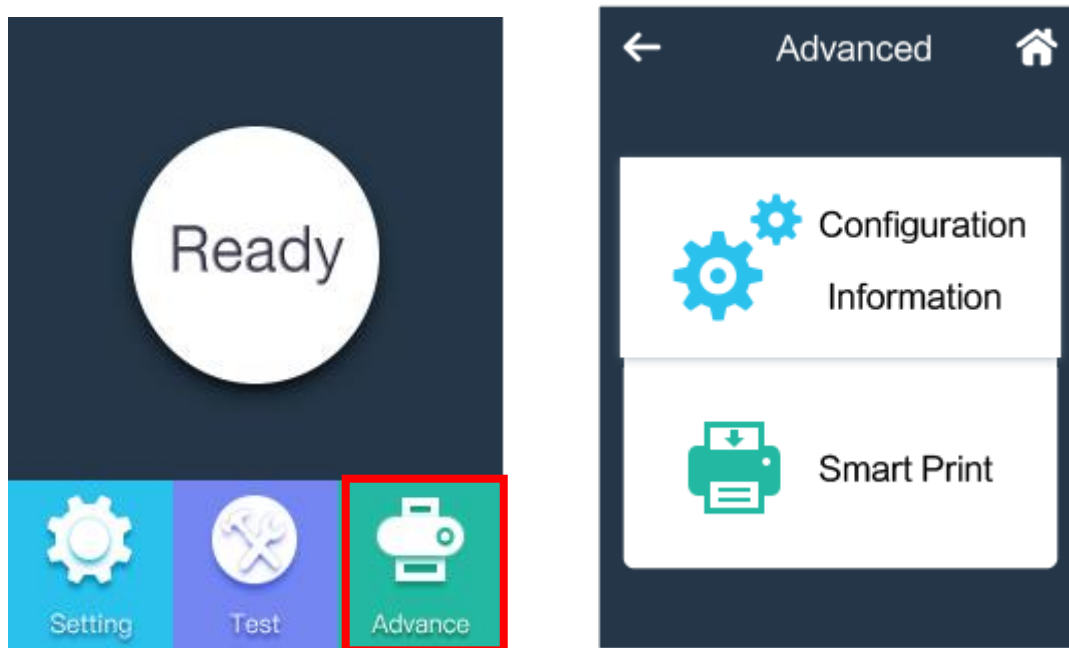 Ready
Setting
Test
Advance
Advanced
Configuration
Information
Smart Print